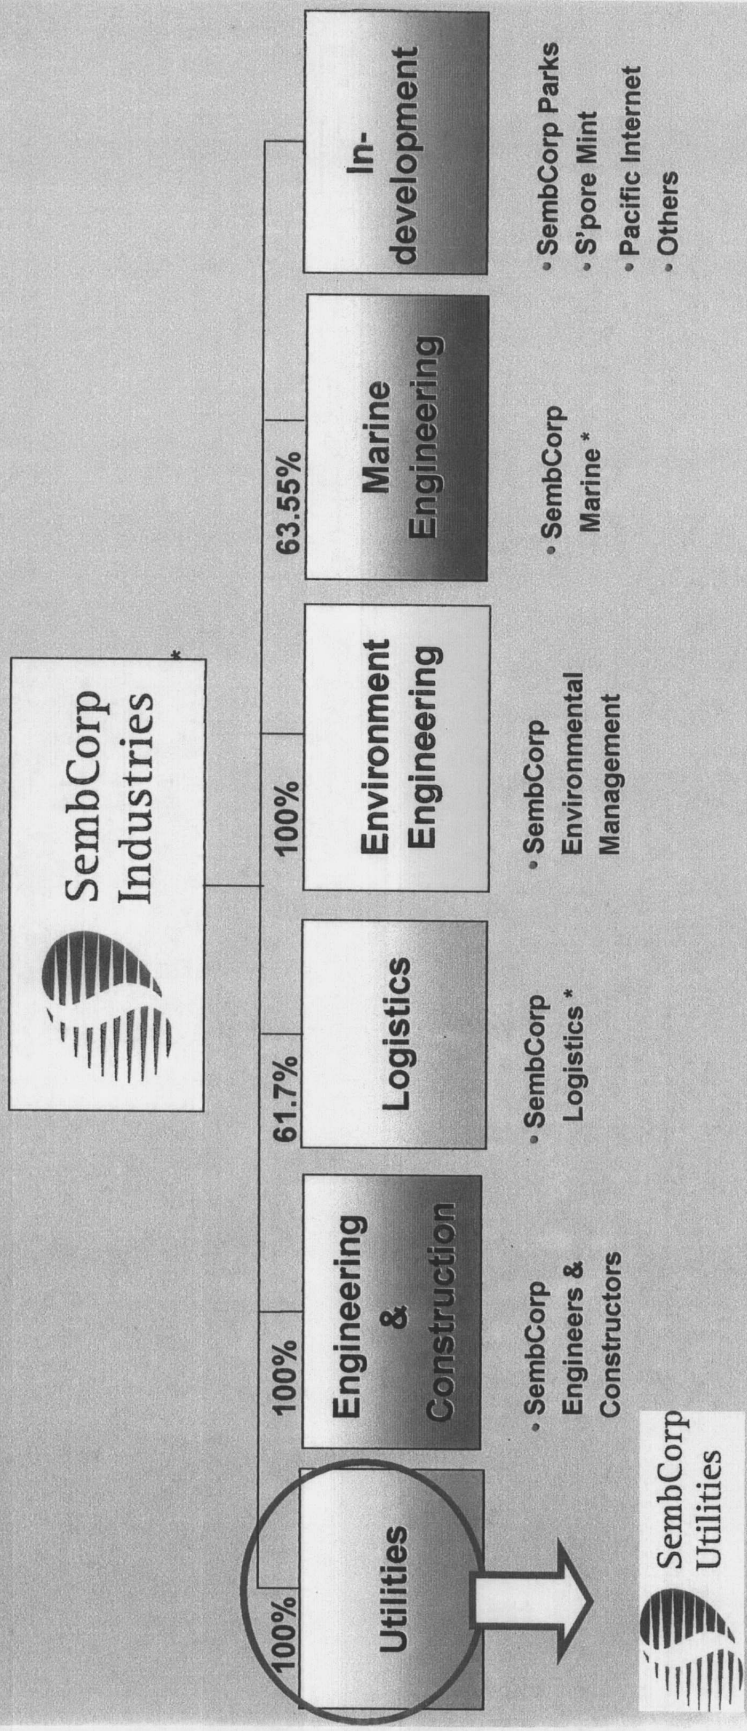 SembCorp
Industries
*
100%
100%
61.7%
100%
63.55%
Utilities
Engineering
&
Construction
Logistics
Environment
Engineering
Marine
Engineering
In-
development
• SembCorp
Engineers &
Constructors
• SembCorp
Logistics *
• SembCorp
Environmental
Management
• SembCorp
Marine *
• SembCorp Parks
• S'pore Mint
• Pacific Internet
• Others
SembCorp
Utilities